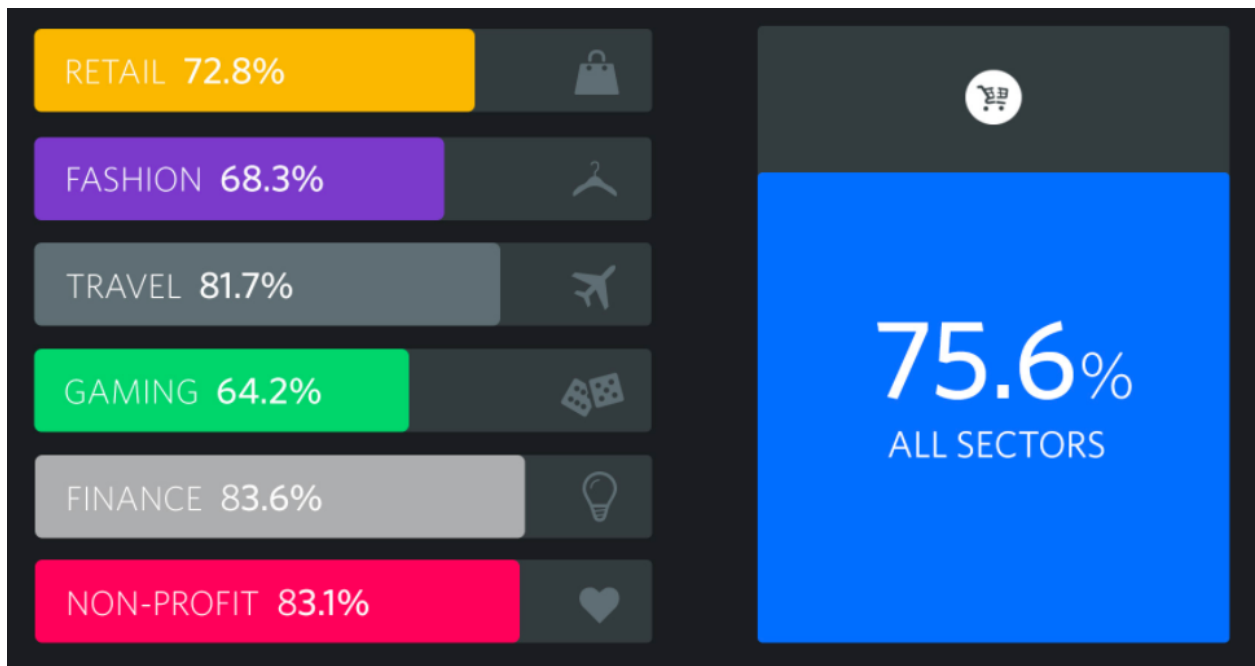 RETAIL 72.8%
FASHION 68.3%
TRAVEL 81.7%
GAMING 64.2%
FINANCE 83.6%
NON-PROFIT 83.1%
75.6%
ALL SECTORS